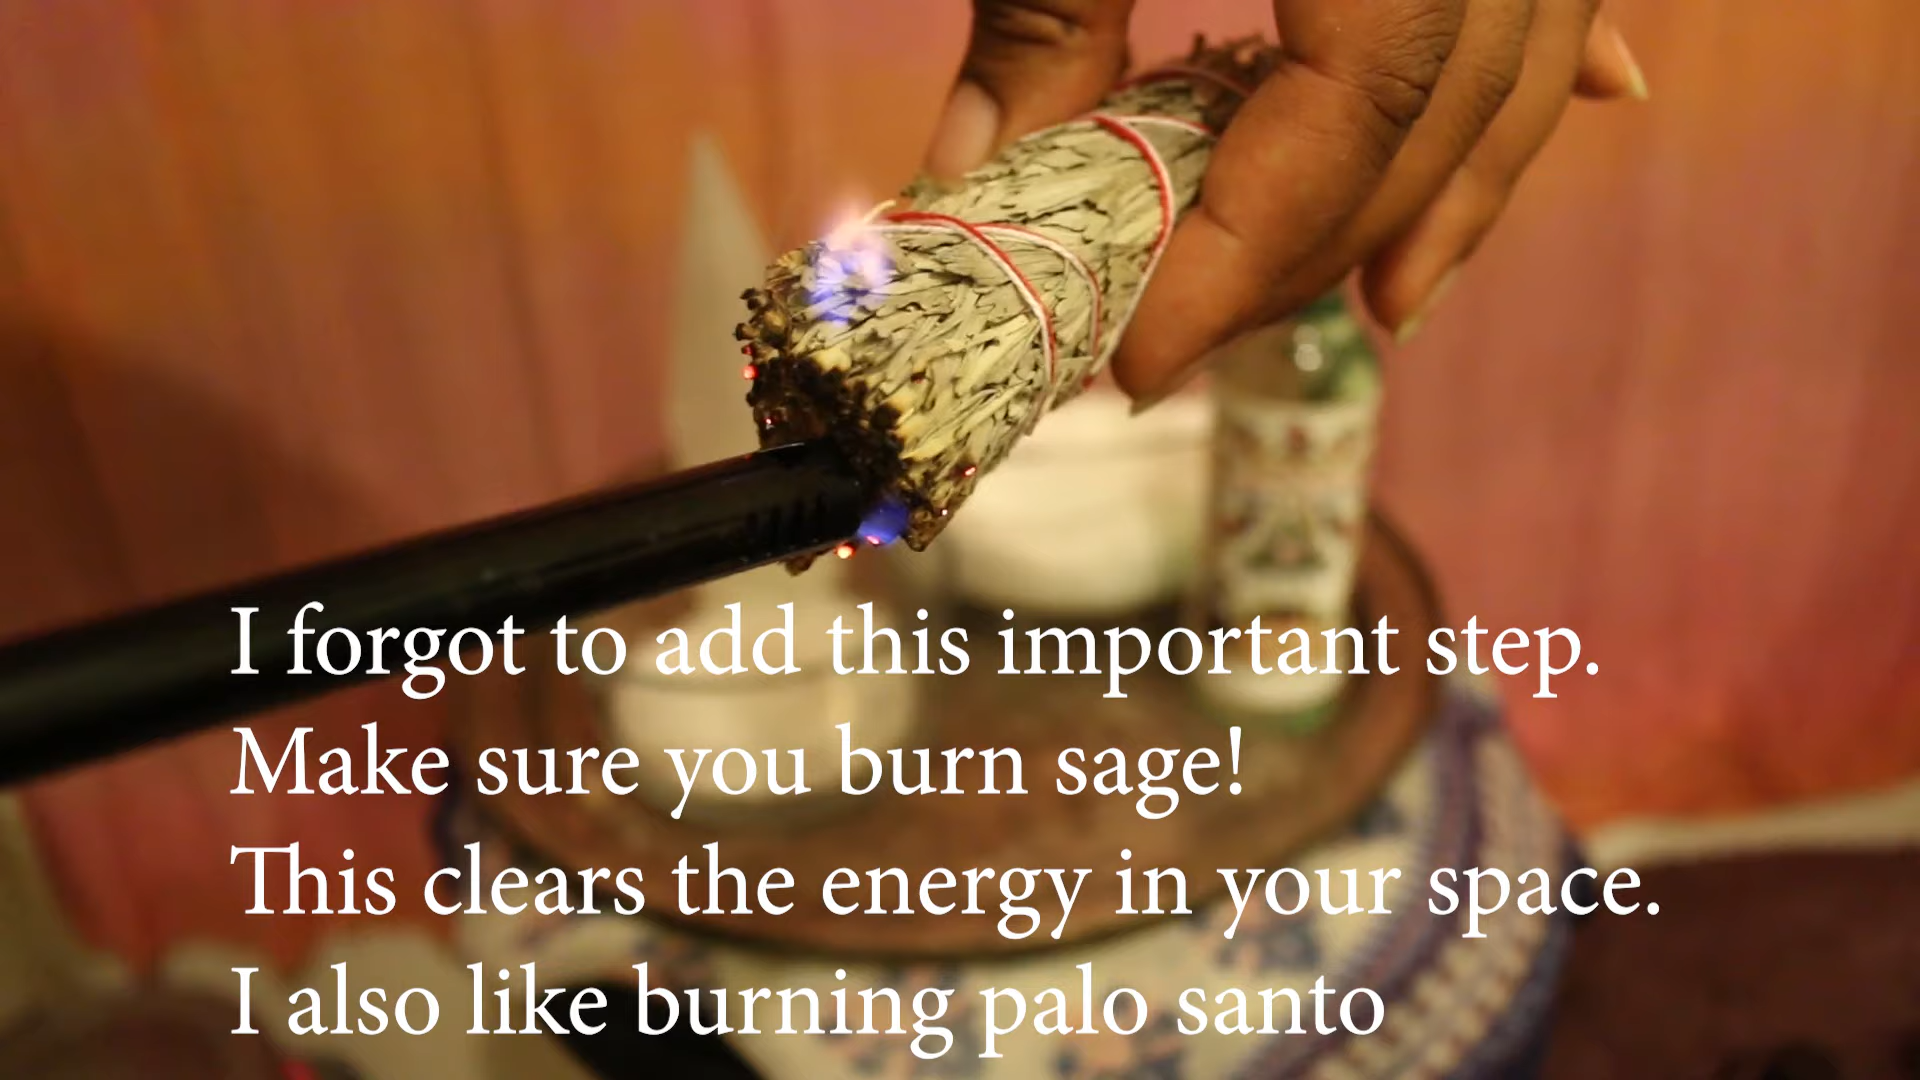 I forgot to add this important step.
Make sure you burn sage!
This clears the energy in your space.
I also like burning palo santo